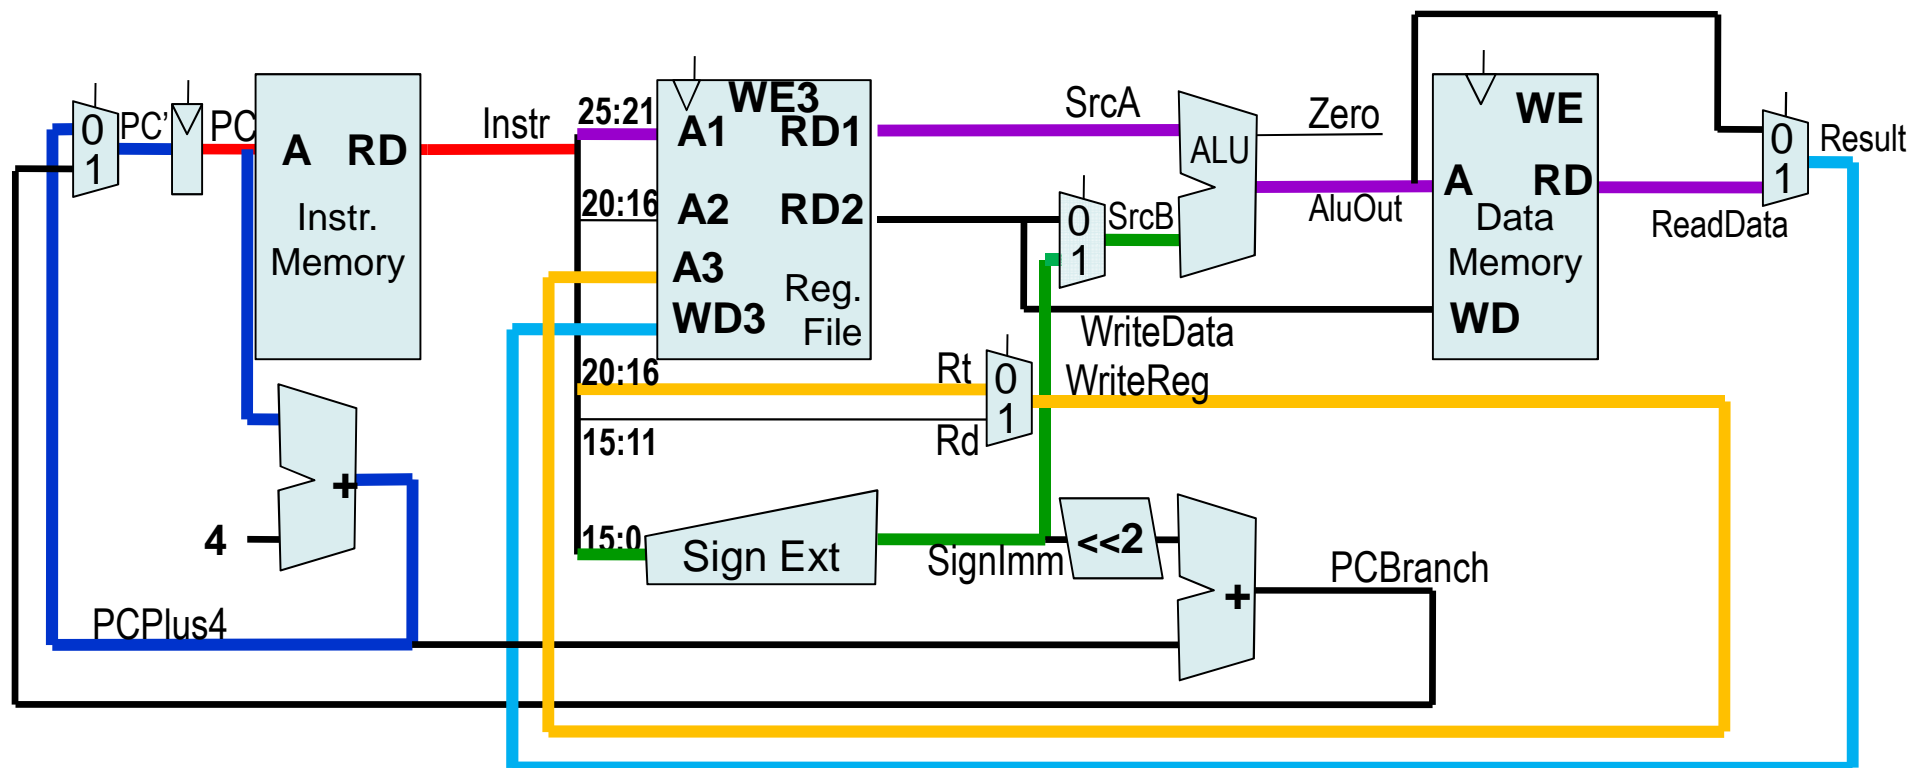 0
1
PC'
PC
A RD
Instr.
Memory
Instr
25:21
20:16
WE3
A1 RD1
A2 RD2
A3
WD3
Reg.
File
SrcA
ALU
Zero
0
1
SrcB
AluOut
WE
A RD
Data
Memory
WD
ReadData
0
1
Result
WriteData
20:16
Rt
0
1
WriteReg
15:11
Rd
+
4
15:0
Sign Ext
SignImm
<<2
+
PCBranch
PCPlus4